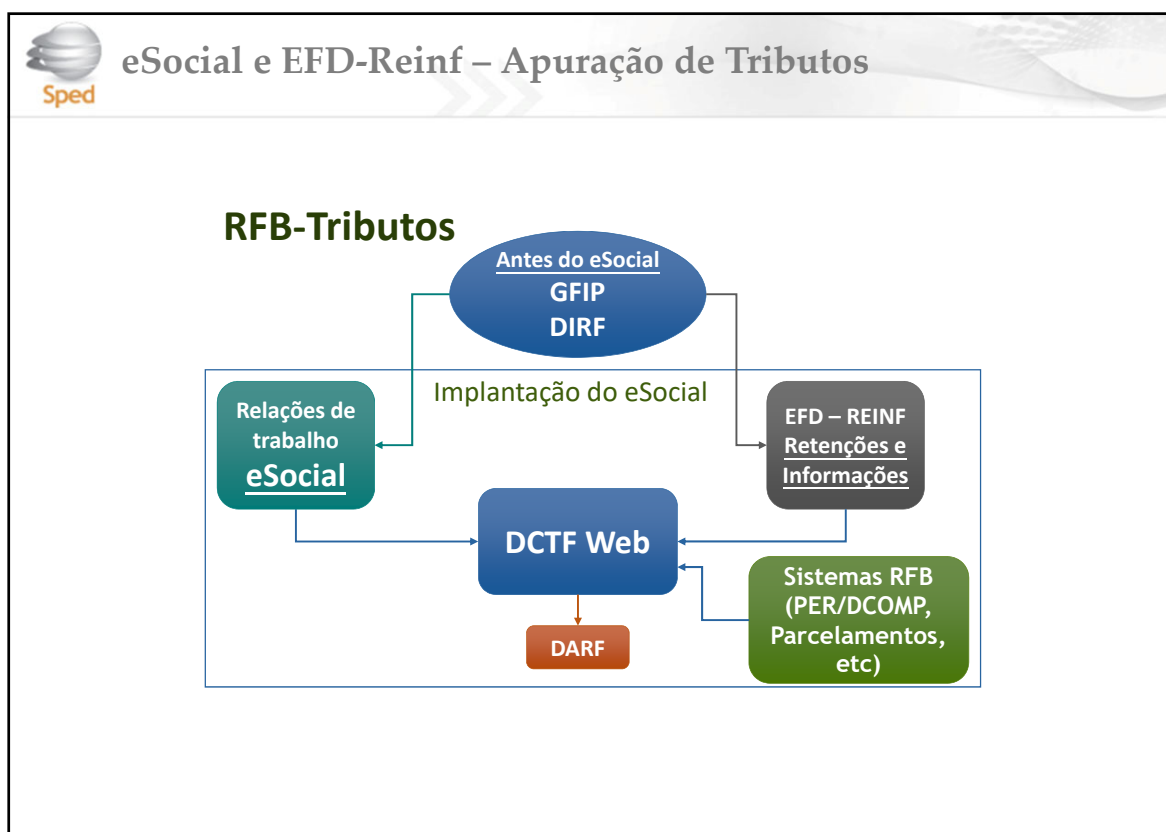 eSocial e EFD-Reinf – Apuração de Tributos
Sped
RFB-Tributos
Antes do eSocial
GFIP
DIRF
Implantação do eSocial
Relações de
trabalho
eSocial
EFD – REINF
Retenções e
Informações
DCTF Web
Sistemas RFB
(PER/DCOMP,
Parcelamentos,
etc)
DARF